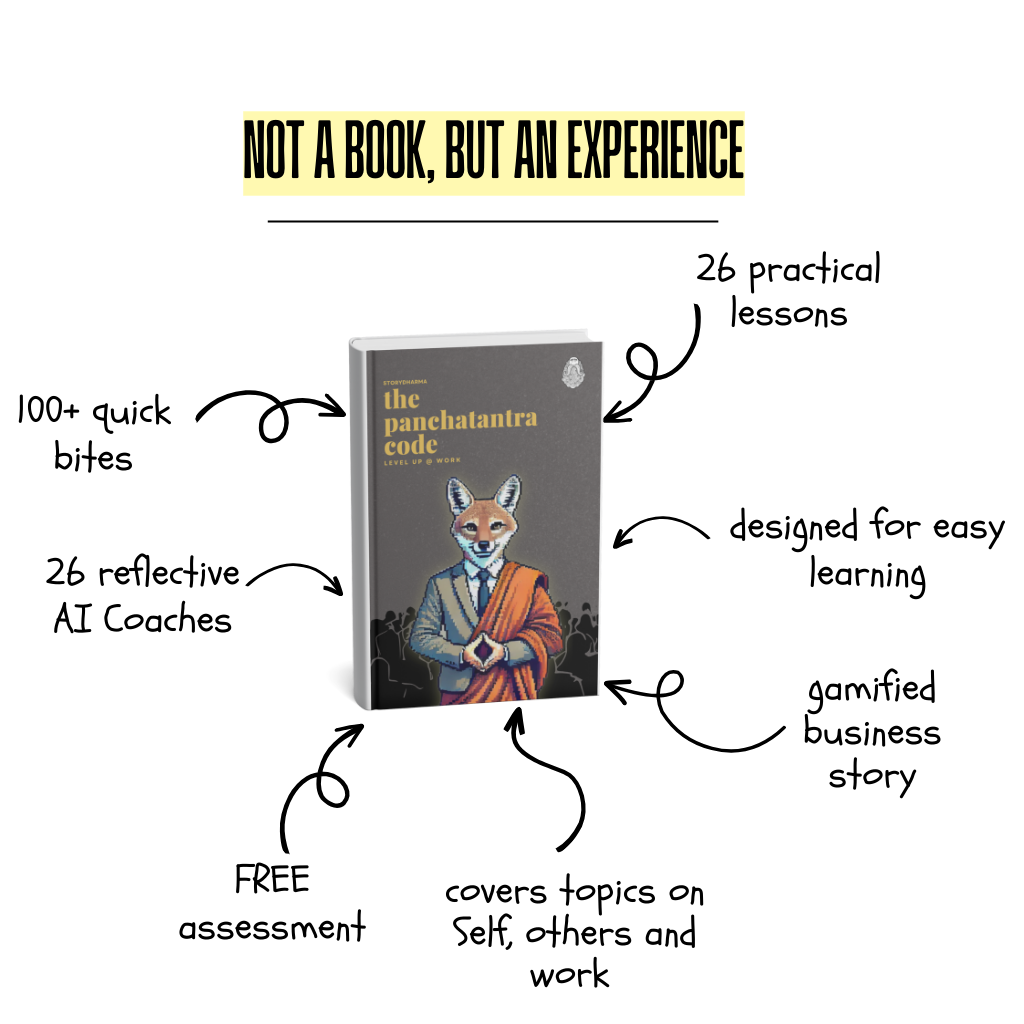 NOT A BOOK, BUT AN EXPERIENCE
26 practical
lessons
100+ quick
bites
STORYDHARMA
the
panchatantra
code
LEVEL UP @ WORK
designed for easy
learning
26 reflective
AI Coaches
gamified
business
story
FREE
assessment
covers topics on
Self, others and
work